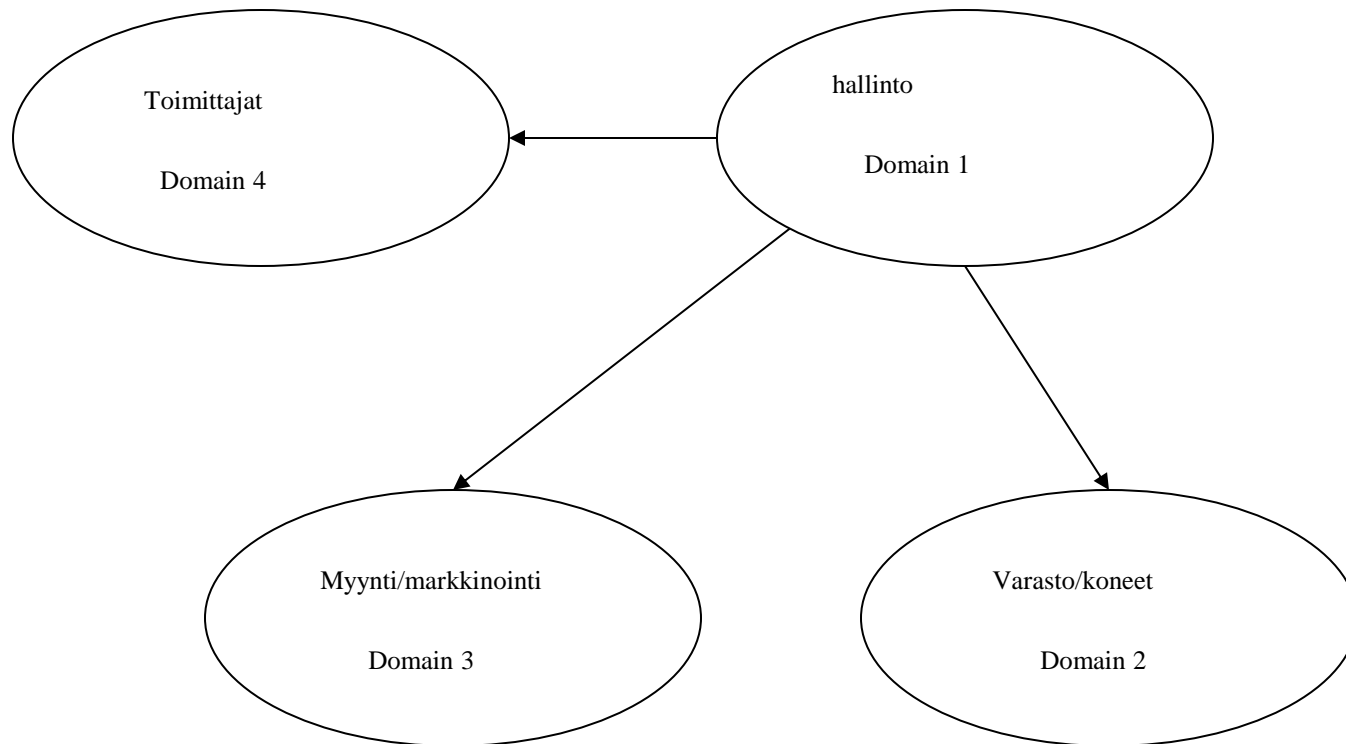 Toimittajat
Domain 4
hallinto
Domain 1
Myynti/markkinointi
Domain 3
Varasto/koneet
Domain 2